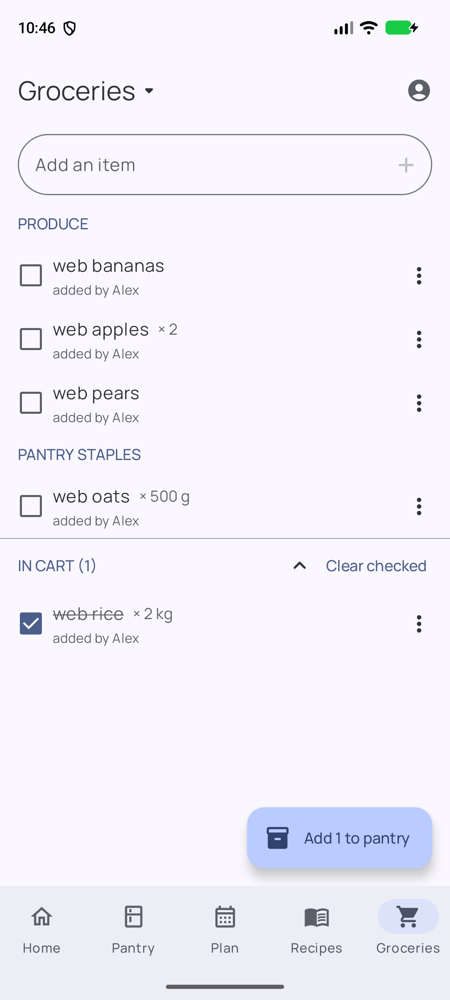 10:46
Groceries
Add an item
PRODUCE
web bananas
added by Alex
web apples × 2
added by Alex
web pears
added by Alex
PANTRY STAPLES
web oats × 500 g
added by Alex
IN CART (1) Clear checked
web rice × 2 kg
added by Alex
Add 1 to pantry
Home Pantry Plan Recipes Groceries